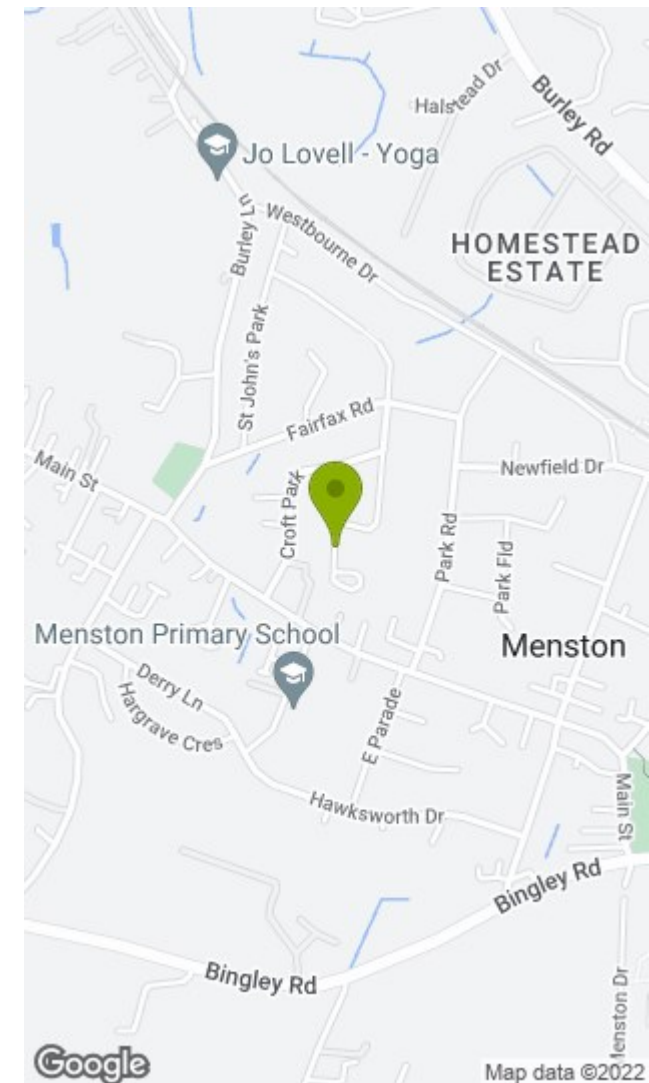 Halstead Dr
Burley Rd
Jo Lovell - Yoga
Burley Ln
Westbourne Dr
HOMESTEAD
ESTATE
St John's Park
Fairfax Rd
Main St
Newfield Dr
Croft Park
Park Rd
Park Fld
Menston Primary School
Menston
Derry Ln
Hargrave Cres
E Parade
Hawksworth Dr
Main St
Bingley Rd
Bingley Rd
Menston Dr
Google
Map data ©2022